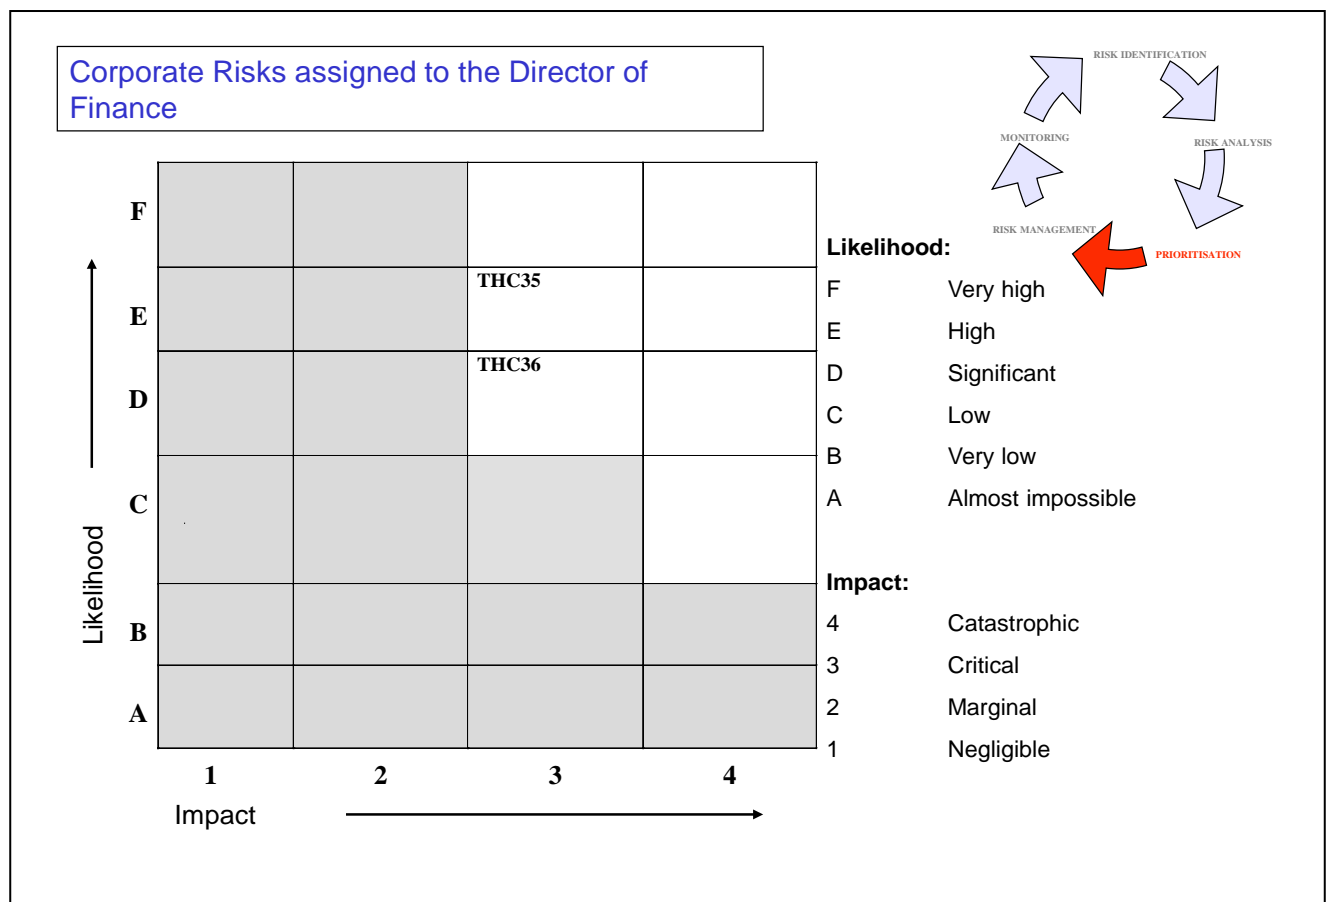 Corporate Risks assigned to the Director of
Finance
RISK IDENTIFICATION
MONITORING
RISK ANALYSIS
RISK MANAGEMENT
PRIORITISATION
F
E
THC35
D
THC36
C
B
A
Likelihood
1 2 3 4
Impact
Likelihood:
F Very high
E High
D Significant
C Low
B Very low
A Almost impossible
Impact:
4 Catastrophic
3 Critical
2 Marginal
1 Negligible